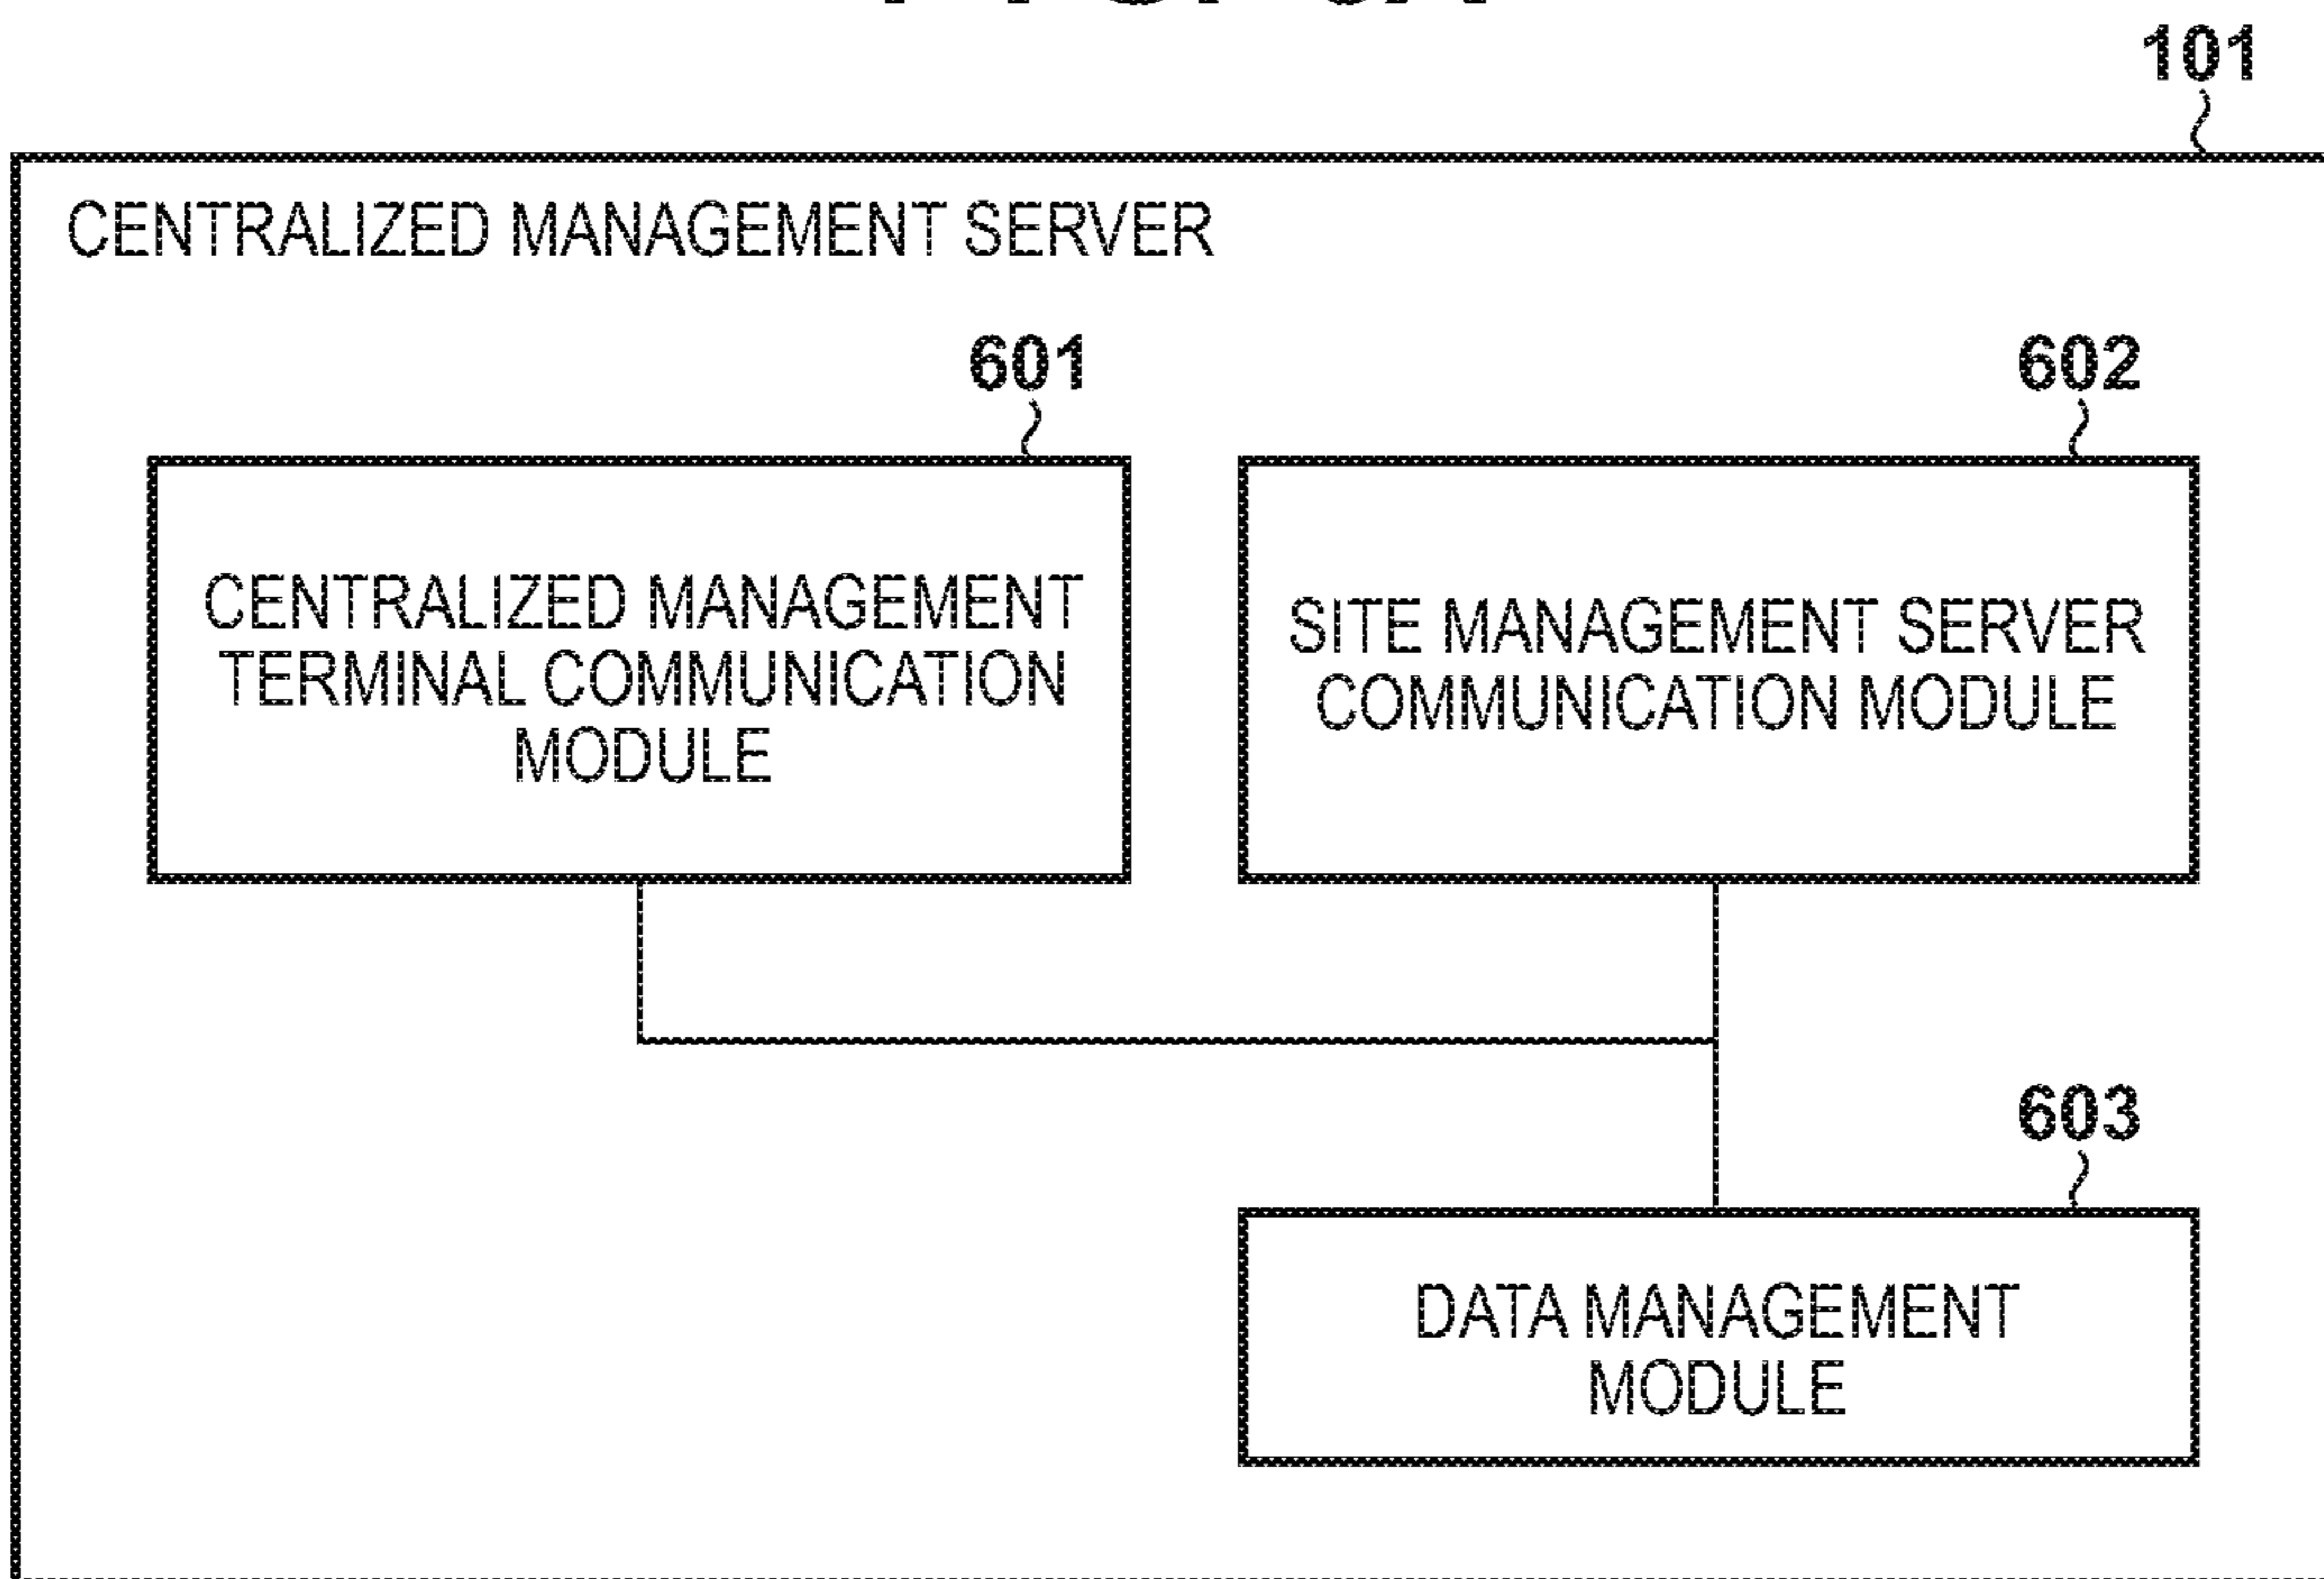 101
CENTRALIZED MANAGEMENT SERVER
601
602
CENTRALIZED MANAGEMENT
TERMINAL COMMUNICATION
MODULE
SITE MANAGEMENT SERVER
COMMUNICATION MODULE
603
DATA MANAGEMENT
MODULE